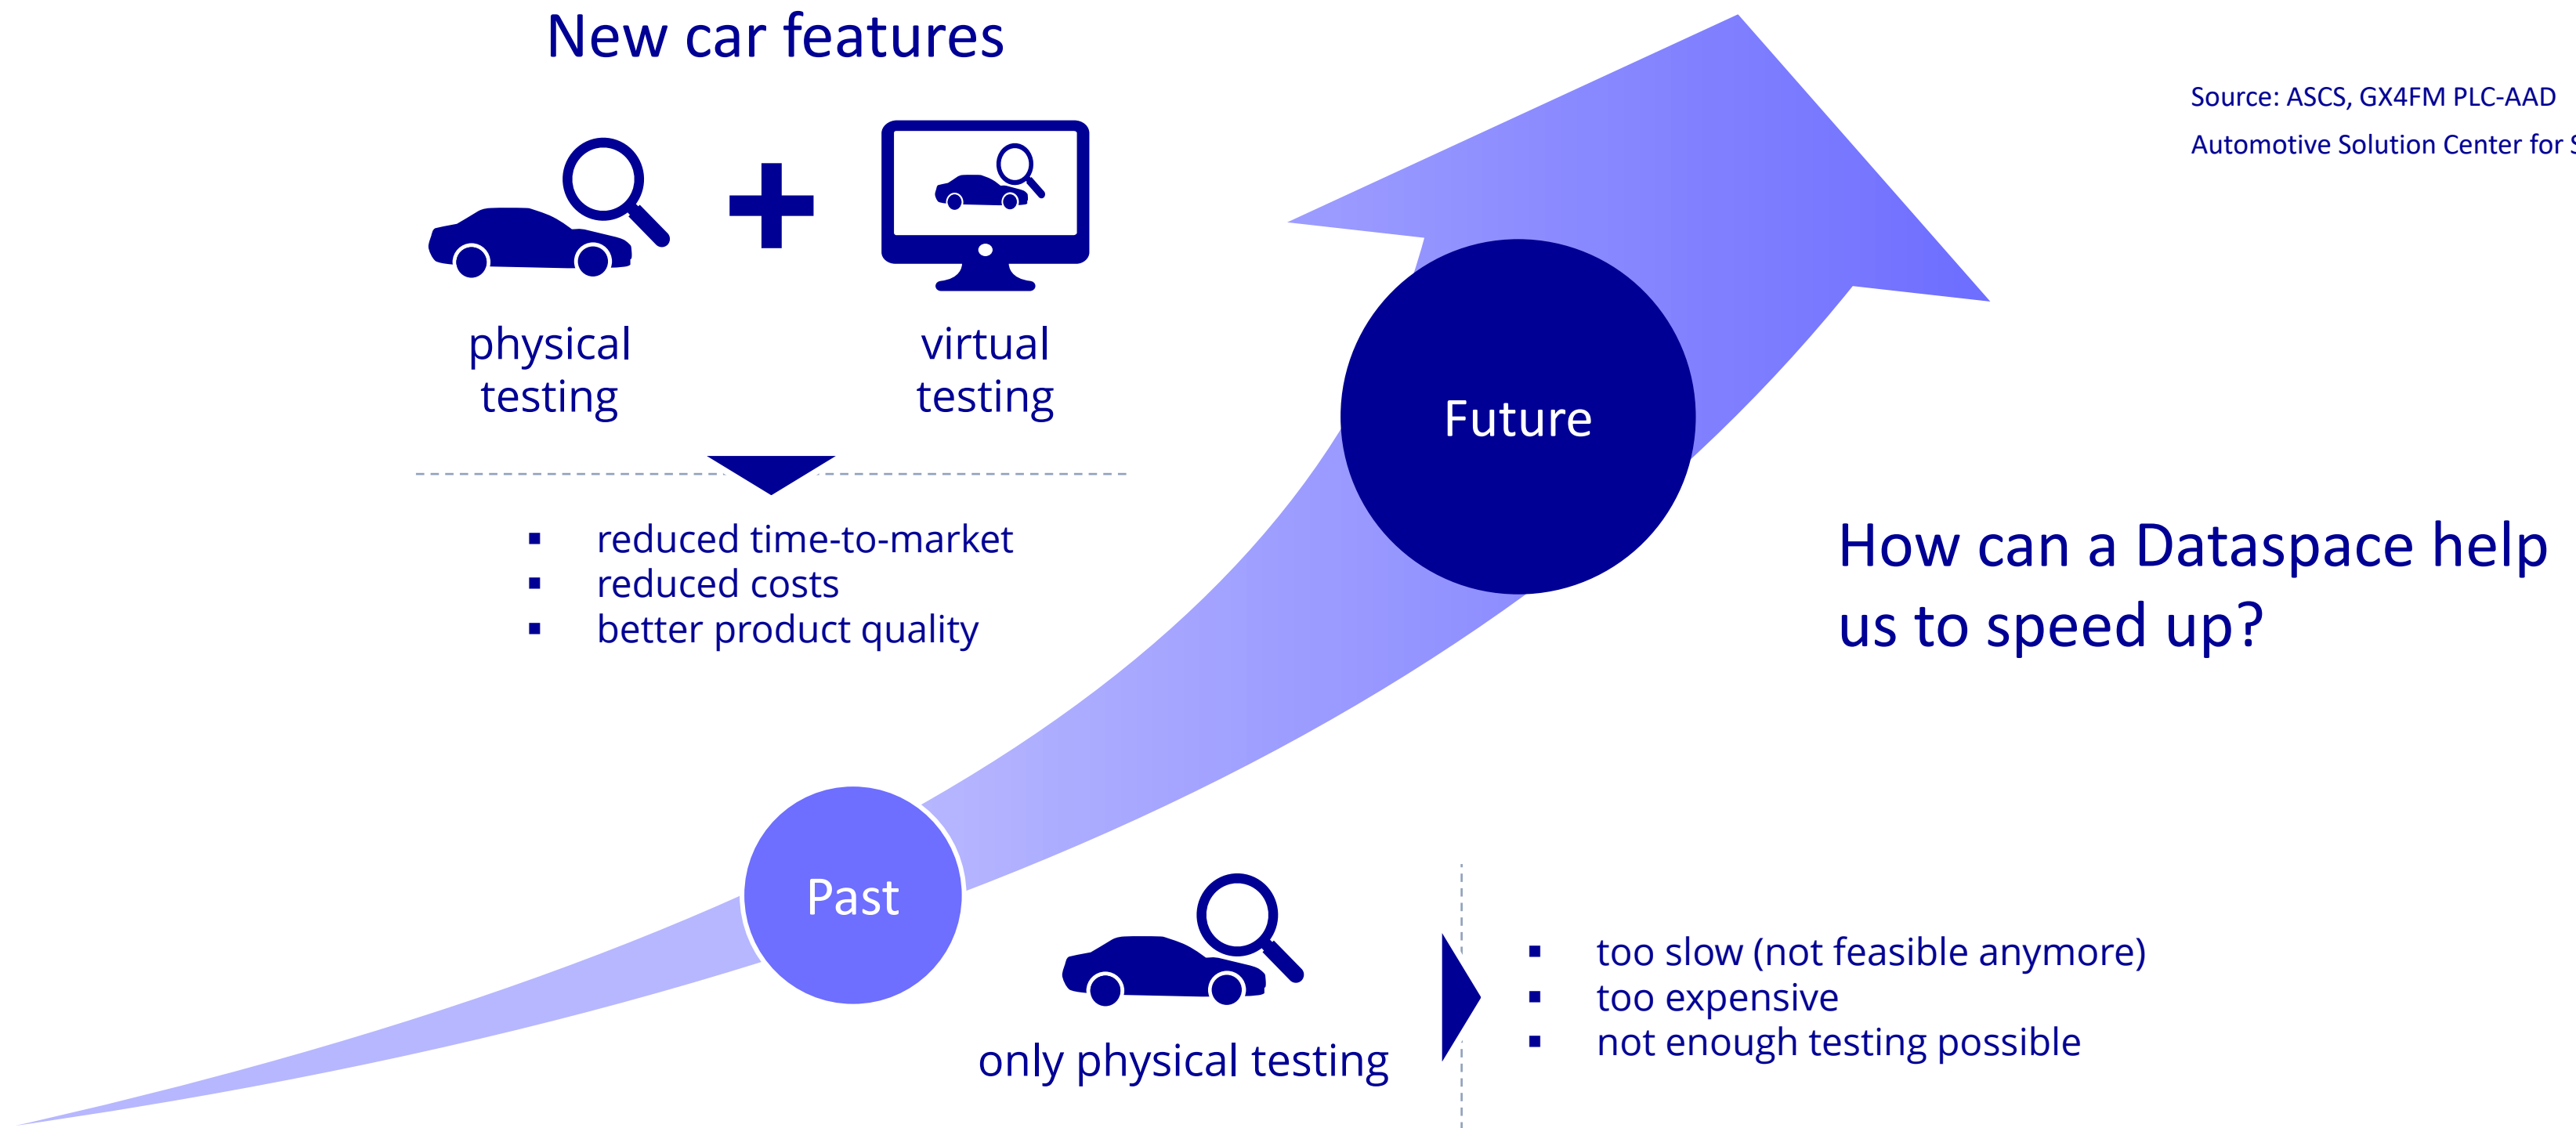 New car features
Source: ASCS, GX4FM PLC-AAD
Automotive Solution Center for
physical
testing
virtual
testing
Future
▪ reduced time-to-market
▪ reduced costs
▪ better product quality
How can a Dataspace help
us to speed up?
Past
only physical testing
▪ too slow (not feasible anymore)
▪ too expensive
▪ not enough testing possible